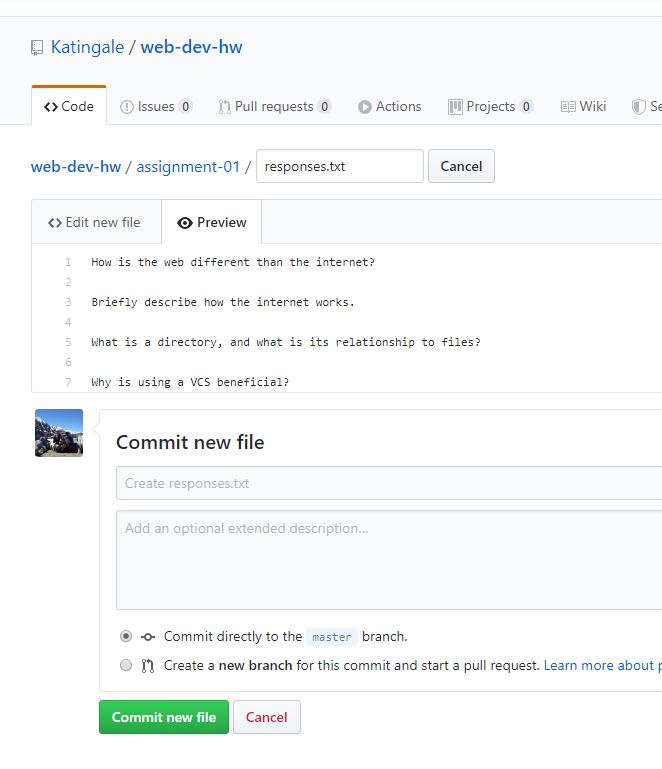 Katingale / web-dev-hw
Code Issues 0 Pull requests 0 Actions Projects 0 Wiki
web-dev-hw / assignment-01 / responses.txt Cancel
Edit new file Preview
1 How is the web different than the internet?
2
3 Briefly describe how the internet works.
4
5 What is a directory, and what is its relationship to files?
6
7 Why is using a VCS beneficial?
Commit new file
Create responses.txt
Add an optional extended description...
Commit directly to the master branch.
Create a new branch for this commit and start a pull request. Learn more about
Commit new file Cancel